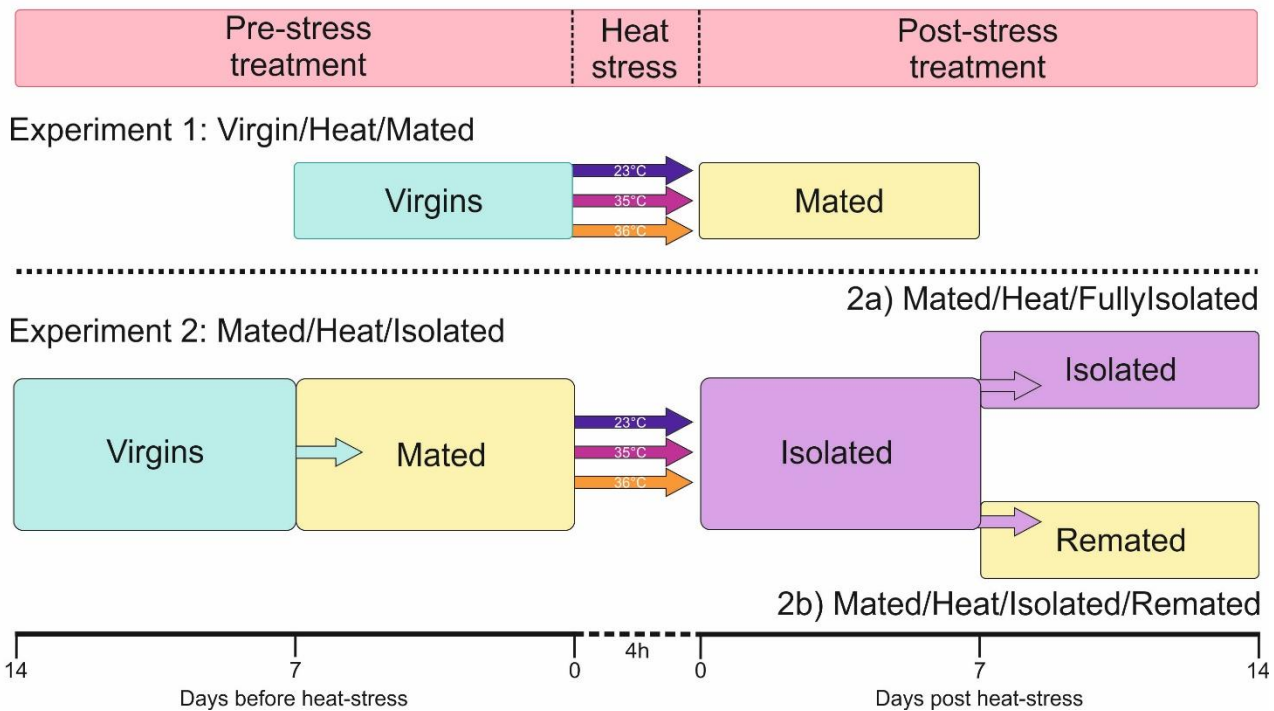 Pre-stress
treatment
Heat
stress
Post-stress
treatment
Experiment 1: Virgin/Heat/Mated
Virgins
23°C
35°C
36°C
Mated
2a) Mated/Heat/FullyIsolated
Experiment 2: Mated/Heat/Isolated
Virgins
Mated
23°C
35°C
36°C
Isolated
Isolated
Remated
2b) Mated/Heat/Isolated/Remated
14
7
0
4h
0
7
14
Days before heat-stress
Days post heat-stress